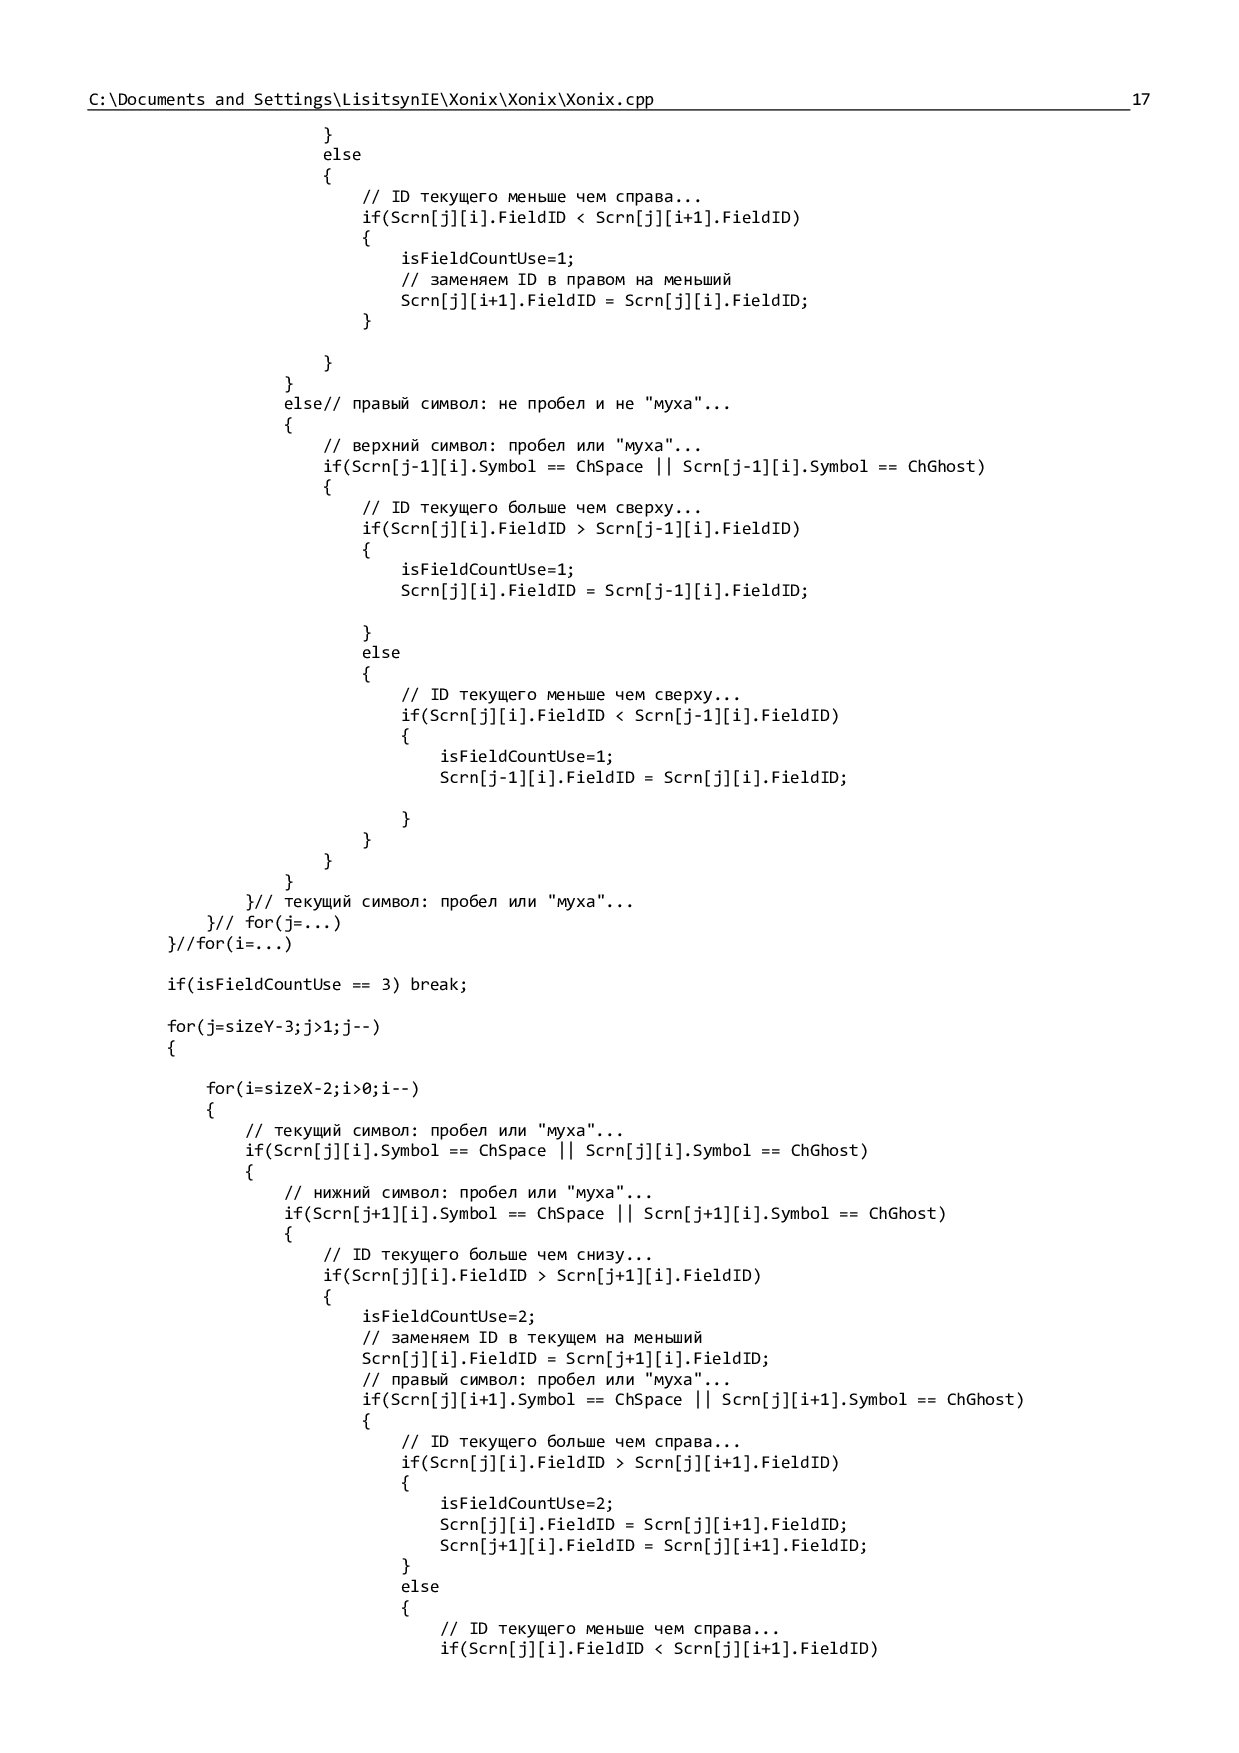 C:\Documents and Settings\LisitsynIE\Xonix\Xonix\Xonix.cpp 17
}
else
{
// ID текущего меньше чем справа...
if(Scrn[j][i].FieldID < Scrn[j][i+1].FieldID)
{
isFieldCountUse=1;
// заменяем ID в правом на меньший
Scrn[j][i+1].FieldID = Scrn[j][i].FieldID;
}
}
}
else// правый символ: не пробел и не "муха"...
{
// верхний символ: пробел или "муха"...
if(Scrn[j-1][i].Symbol == ChSpace || Scrn[j-1][i].Symbol == ChGhost)
{
// ID текущего больше чем сверху...
if(Scrn[j][i].FieldID > Scrn[j-1][i].FieldID)
{
isFieldCountUse=1;
Scrn[j][i].FieldID = Scrn[j-1][i].FieldID;
}
else
{
// ID текущего меньше чем сверху...
if(Scrn[j][i].FieldID < Scrn[j-1][i].FieldID)
{
isFieldCountUse=1;
Scrn[j-1][i].FieldID = Scrn[j][i].FieldID;
}
}
}
}
}// текущий символ: пробел или "муха"...
}// for(j=...)
}//for(i=...)
if(isFieldCountUse == 3) break;
for(j=sizeY-3;j>1;j--)
{
for(i=sizeX-2;i>0;i--)
{
// текущий символ: пробел или "муха"...
if(Scrn[j][i].Symbol == ChSpace || Scrn[j][i].Symbol == ChGhost)
{
// нижний символ: пробел или "муха"...
if(Scrn[j+1][i].Symbol == ChSpace || Scrn[j+1][i].Symbol == ChGhost)
{
// ID текущего больше чем снизу...
if(Scrn[j][i].FieldID > Scrn[j+1][i].FieldID)
{
isFieldCountUse=2;
// заменяем ID в текущем на меньший
Scrn[j][i].FieldID = Scrn[j+1][i].FieldID;
// правый символ: пробел или "муха"...
if(Scrn[j][i+1].Symbol == ChSpace || Scrn[j][i+1].Symbol == ChGhost)
{
// ID текущего больше чем справа...
if(Scrn[j][i].FieldID > Scrn[j][i+1].FieldID)
{
isFieldCountUse=2;
Scrn[j][i].FieldID = Scrn[j][i+1].FieldID;
Scrn[j+1][i].FieldID = Scrn[j][i+1].FieldID;
}
else
{
// ID текущего меньше чем справа...
if(Scrn[j][i].FieldID < Scrn[j][i+1].FieldID)